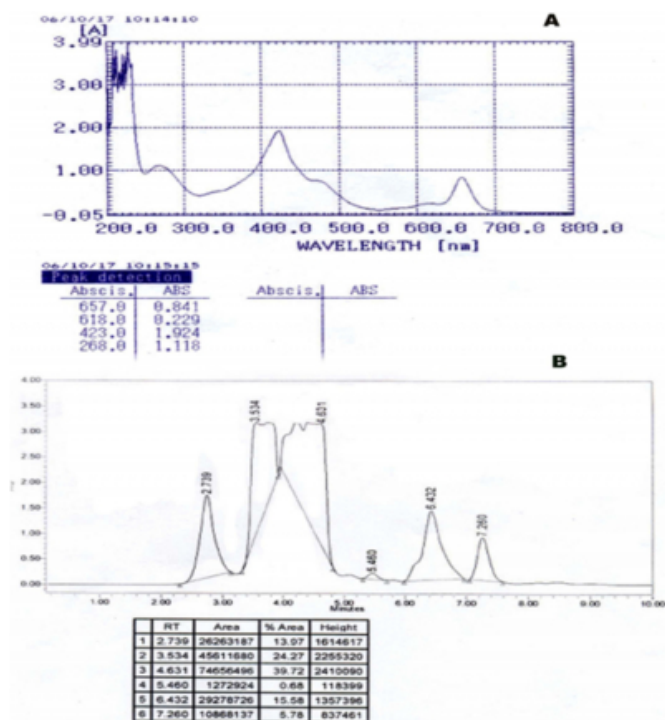 06/10/17 10:14:10
A
[A]
3.99
3.00
2.00
1.00
-0.05
200.0 300.0 400.0 500.0 600.0 700.0 800.0
WAVELENGTH [nm]
06/10/17 10:15:15
Peak detection
Abscis. ABS Abscis. ABS
657.0 0.841
618.0 0.229
423.0 1.924
268.0 1.118
B
4.00
3.50
3.00
2.50
2.00
1.50
1.00
0.50
0.00
2.739
3.534
4.631
5.460
6.432
7.260
1.00 2.00 3.00 4.00 5.00 6.00 7.00 8.00 9.00 10.00
Minutes
RT Area % Area Height
1 2.739 26263187 13.97 1614617
2 3.534 45611680 24.27 2255320
3 4.631 74656496 39.72 2410090
4 5.460 1272924 0.68 118399
5 6.432 29278726 15.58 1357396
6 7.260 10868137 5.78 837461